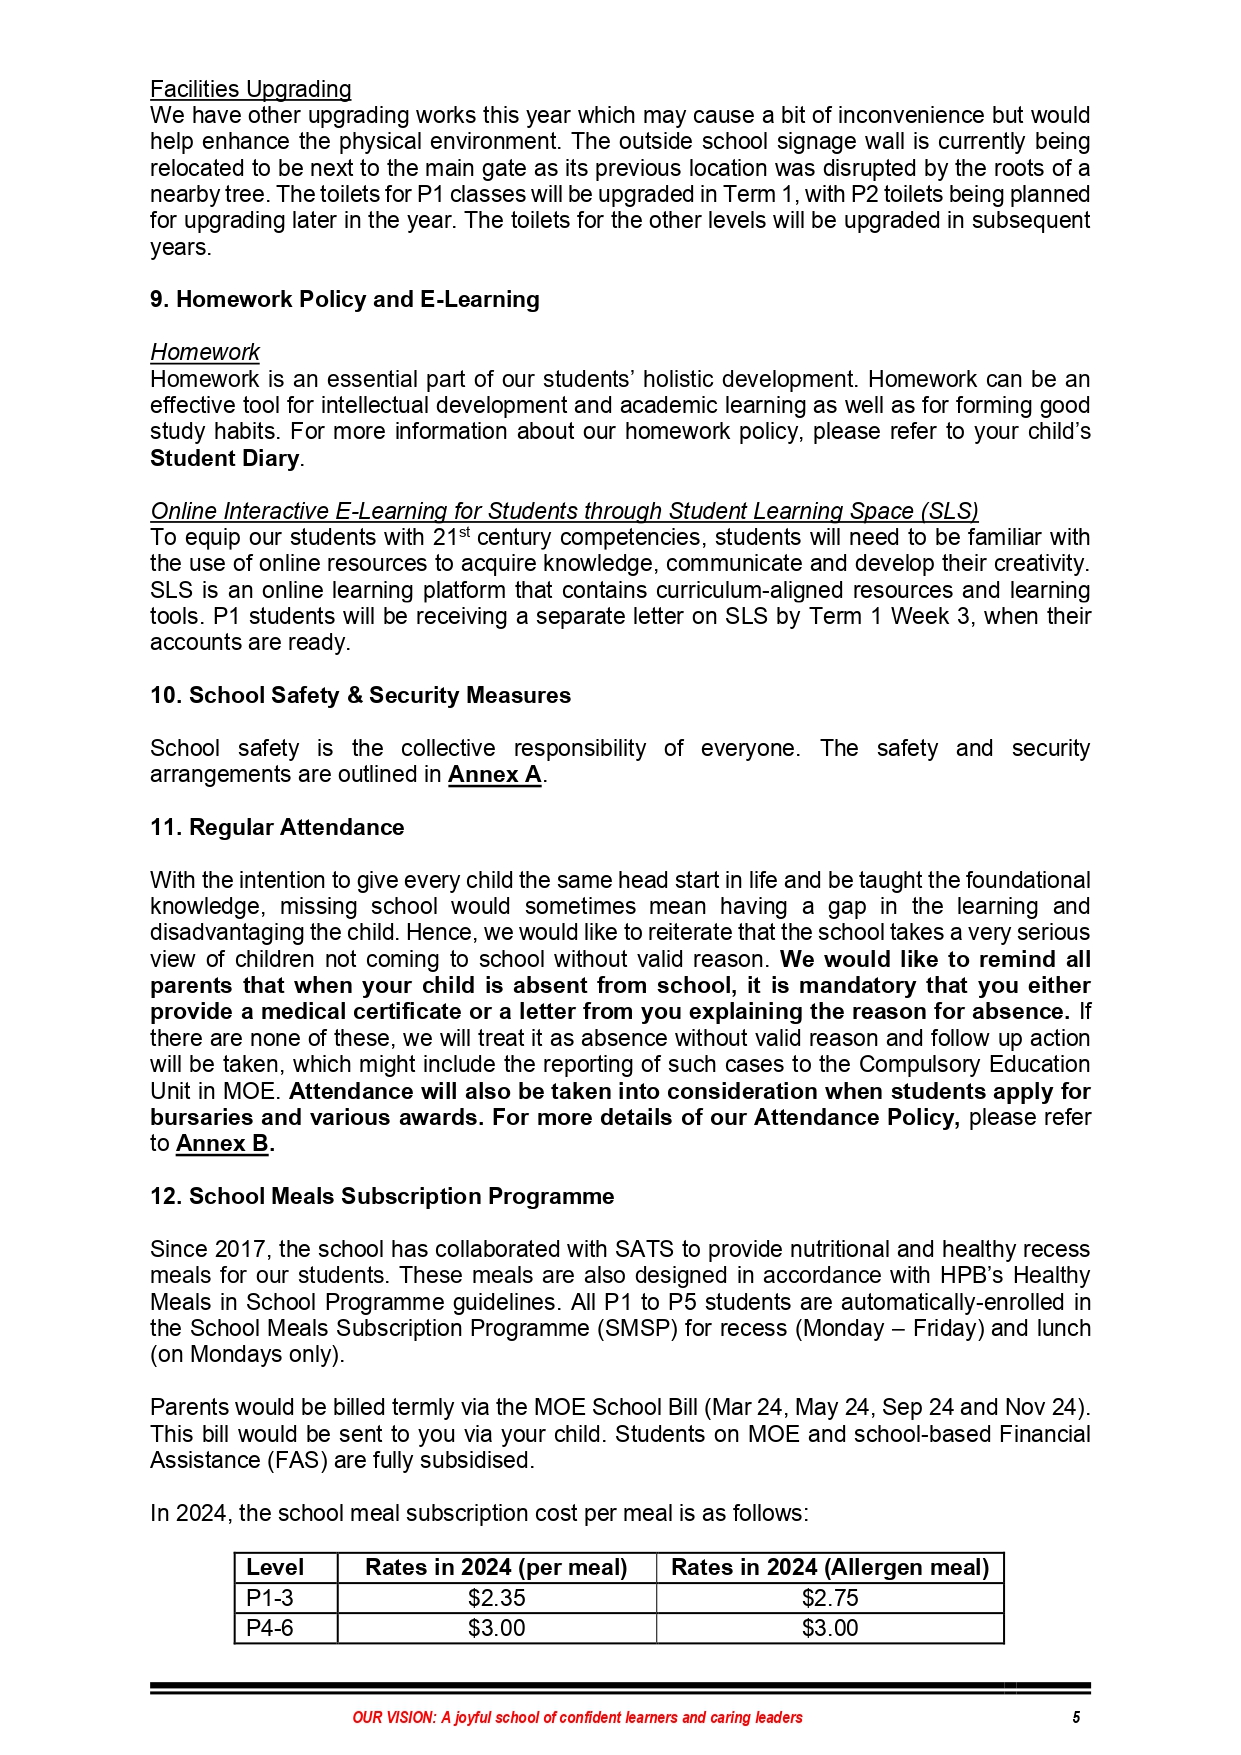 Facilities Upgrading
We have other upgrading works this year which may cause a bit of inconvenience but would
help enhance the physical environment. The outside school signage wall is currently being
relocated to be next to the main gate as its previous location was disrupted by the roots of a
nearby tree. The toilets for P1 classes will be upgraded in Term 1, with P2 toilets being planned
for upgrading later in the year. The toilets for the other levels will be upgraded in subsequent
years.
9. Homework Policy and E-Learning
Homework
Homework is an essential part of our students’ holistic development. Homework can be an
effective tool for intellectual development and academic learning as well as for forming good
study habits. For more information about our homework policy, please refer to your child’s
Student Diary.
Online Interactive E-Learning for Students through Student Learning Space (SLS)
To equip our students with 21st century competencies, students will need to be familiar with
the use of online resources to acquire knowledge, communicate and develop their creativity.
SLS is an online learning platform that contains curriculum-aligned resources and learning
tools. P1 students will be receiving a separate letter on SLS by Term 1 Week 3, when their
accounts are ready.
10. School Safety & Security Measures
School safety is the collective responsibility of everyone. The safety and security
arrangements are outlined in Annex A.
11. Regular Attendance
With the intention to give every child the same head start in life and be taught the foundational
knowledge, missing school would sometimes mean having a gap in the learning and
disadvantaging the child. Hence, we would like to reiterate that the school takes a very serious
view of children not coming to school without valid reason. We would like to remind all
parents that when your child is absent from school, it is mandatory that you either
provide a medical certificate or a letter from you explaining the reason for absence. If
there are none of these, we will treat it as absence without valid reason and follow up action
will be taken, which might include the reporting of such cases to the Compulsory Education
Unit in MOE. Attendance will also be taken into consideration when students apply for
bursaries and various awards. For more details of our Attendance Policy, please refer
to Annex B.
12. School Meals Subscription Programme
Since 2017, the school has collaborated with SATS to provide nutritional and healthy recess
meals for our students. These meals are also designed in accordance with HPB’s Healthy
Meals in School Programme guidelines. All P1 to P5 students are automatically-enrolled in
the School Meals Subscription Programme (SMSP) for recess (Monday – Friday) and lunch
(on Mondays only).
Parents would be billed termly via the MOE School Bill (Mar 24, May 24, Sep 24 and Nov 24).
This bill would be sent to you via your child. Students on MOE and school-based Financial
Assistance (FAS) are fully subsidised.
In 2024, the school meal subscription cost per meal is as follows:
Level Rates in 2024 (per meal) Rates in 2024 (Allergen meal)
P1-3 $2.35 $2.75
P4-6 $3.00 $3.00
OUR VISION: A joyful school of confident learners and caring leaders 5